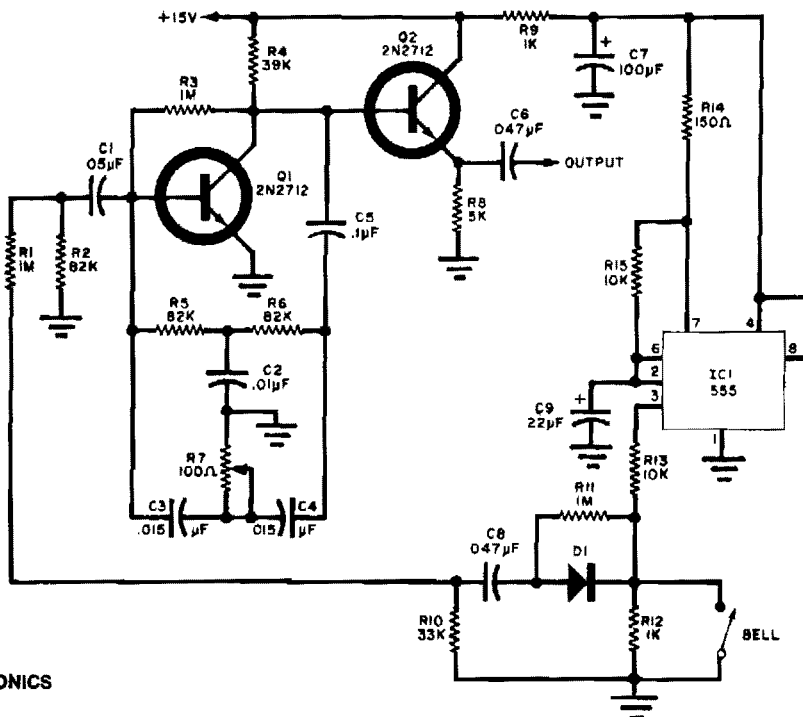 +15V
R4
39K
Q2
2N2712
R9
1K
+
C7
100µF
R3
1M
R14
150Ω
C1
.05µF
C6
.047µF
OUTPUT
Q1
2N2712
R8
5K
R1
1M
R2
82K
C5
.1µF
R15
10K
R5
82K
R6
82K
7
4
6
8
2
IC1
555
3
1
C2
.01µF
+
C9
22µF
R7
100Ω
R13
10K
C3
.015 µF
C4
.015 µF
R11
1M
C8
.047µF
D1
R10
33K
R12
1K
BELL
ONICS